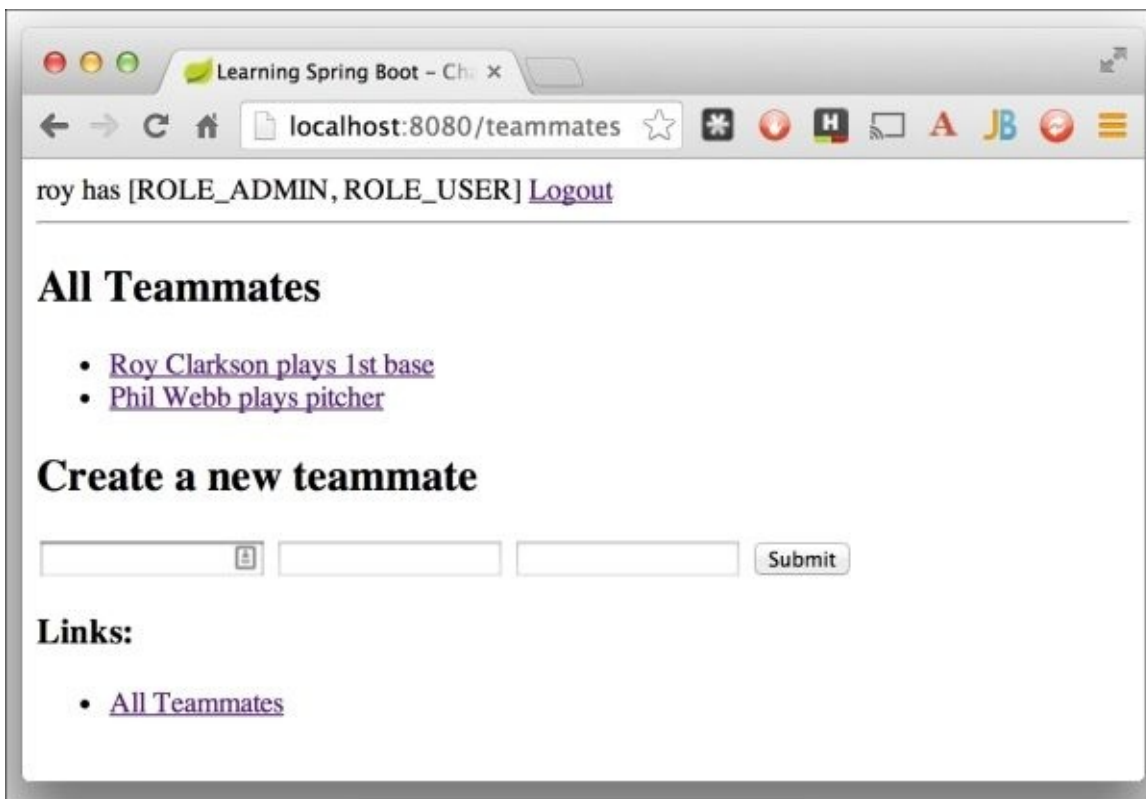 Learning Spring Boot – Ch
localhost:8080/teammates
roy has [ROLE_ADMIN, ROLE_USER] Logout
All Teammates
• Roy Clarkson plays 1st base
• Phil Webb plays pitcher
Create a new teammate
Submit
Links:
• All Teammates